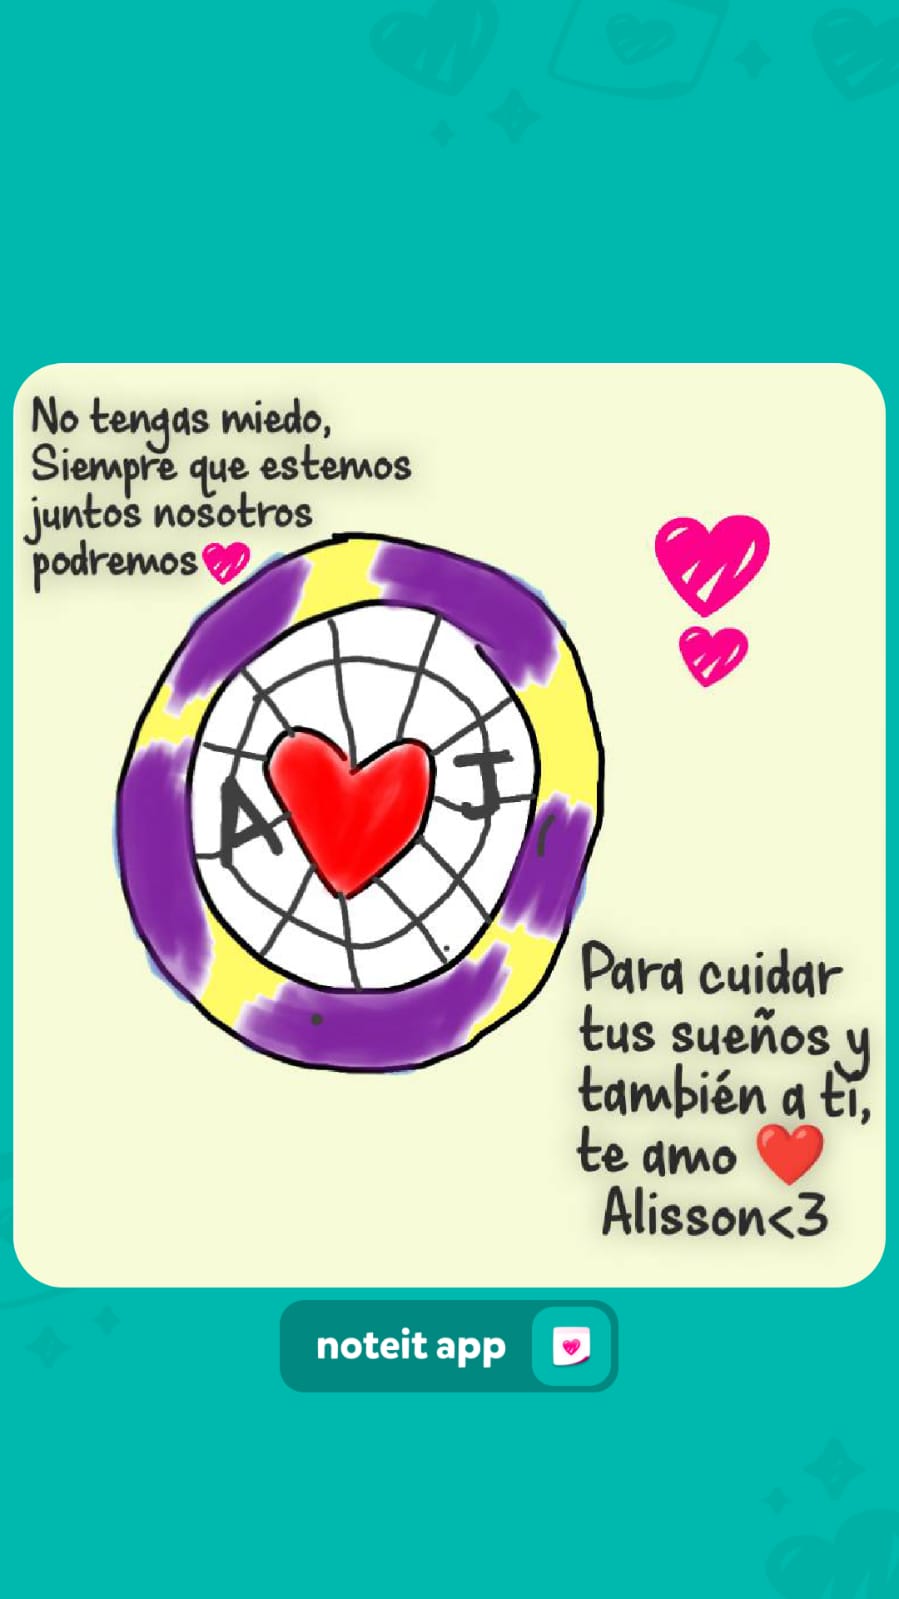 No tengas miedo,
Siempre que estemos
juntos nosotros
podremos
A J
Para cuidar
tus sueños y
también a ti,
te amo ❤️
Alisson<3
noteit app